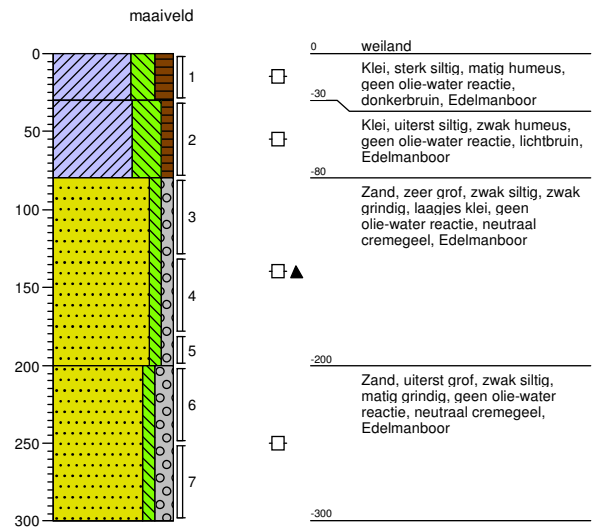 maaiveld
0
50
100
150
200
250
300
1
2
3
4
5
6
7
0 weiland
Klei, sterk siltig, matig humeus,
geen olie-water reactie,
donkerbruin, Edelmanboor
-30
Klei, uiterst siltig, zwak humeus,
geen olie-water reactie, lichtbruin,
Edelmanboor
-80
Zand, zeer grof, zwak siltig, zwak
grindig, laagjes klei, geen
olie-water reactie, neutraal
cremegeel, Edelmanboor
-200
Zand, uiterst grof, zwak siltig,
matig grindig, geen olie-water
reactie, neutraal cremegeel,
Edelmanboor
-300